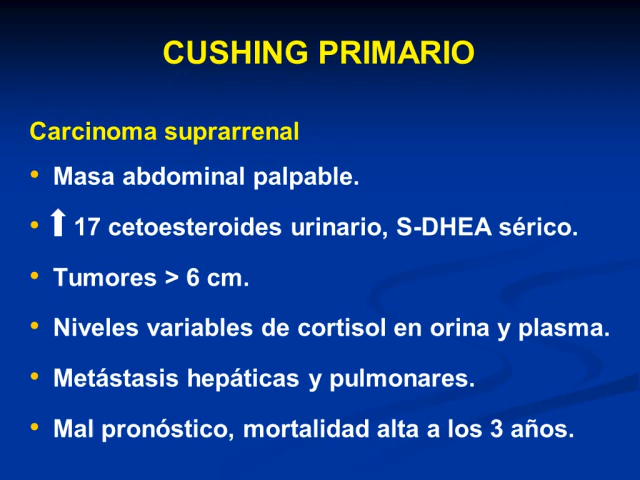 CUSHING PRIMARIO
Carcinoma suprarrenal
• Masa abdominal palpable.
• ⬆ 17 cetoesteroides urinario, S-DHEA sérico.
• Tumores > 6 cm.
• Niveles variables de cortisol en orina y plasma.
• Metástasis hepáticas y pulmonares.
• Mal pronóstico, mortalidad alta a los 3 años.